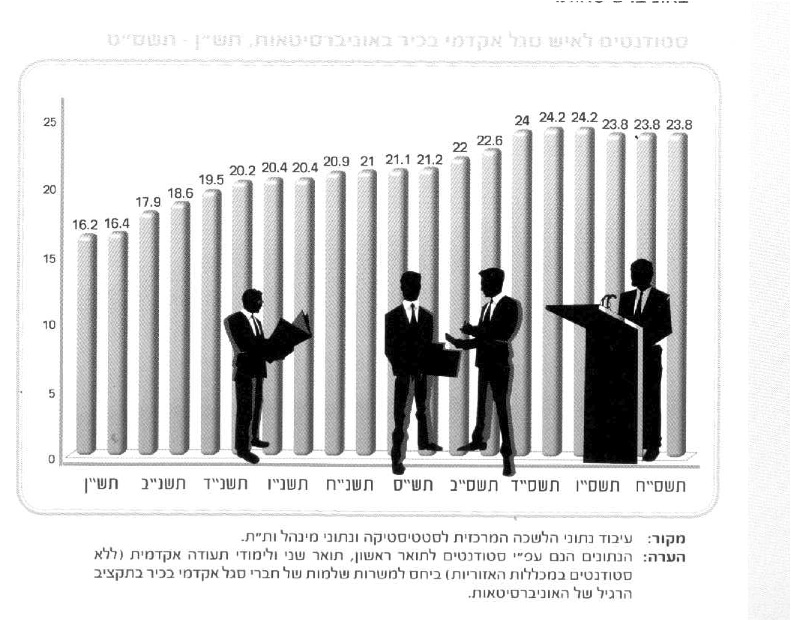 סטודנטים לאיש סגל אקדמי בכיר באוניברסיטאות, תש"ן - תשס"ט
25
20
15
10
5
0
16.2 16.4 17.9 18.6 19.5 20.2 20.4 20.4 20.9 21 21.1 21.2 22 22.6 24 24.2 24.2 23.8 23.8 23.8
תש"ן תשנ"ב תשנ"ד תשנ"ו תשנ"ח תש"ס תשס"ב תשס"ד תשס"ו תשס"ח
מקור: עיבוד נתוני הלשכה המרכזית לסטטיסטיקה ונתוני מינהל ות"ת.
הערה: הנתונים הנם עפ"י סטודנטים לתואר ראשון, תואר שני ולימודי תעודה אקדמית (ללא
סטודנטים במכללות האזוריות) ביחס למשרות שלמות של חברי סגל אקדמי בכיר בתקציב
הרגיל של האוניברסיטאות.